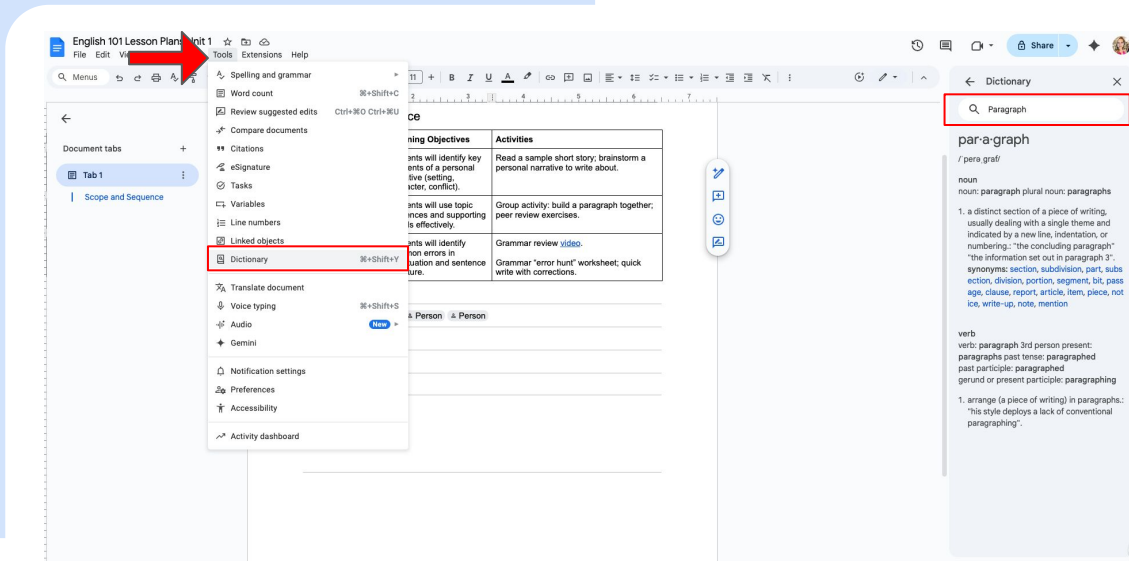 English 101 Lesson Plans Unit 1
File Edit Tools Extensions Help
Share
Menus
11 + B I U A
2 3 4 5 6 7
Document tabs +
Tab 1
Scope and Sequence
Spelling and grammar
Word count ⌘+Shift+C
Review suggested edits Ctrl+⌘O Ctrl+⌘U
Compare documents
Citations
eSignature
Tasks
Variables
Line numbers
Linked objects
Dictionary ⌘+Shift+Y
Translate document
Voice typing ⌘+Shift+S
Audio New
Gemini
Notification settings
Preferences
Accessibility
Activity dashboard
ce
ning Objectives Activities
ents will identify key
ents of a personal
tive (setting,
acter, conflict).
Read a sample short story; brainstorm a
personal narrative to write about.
ents will use topic
ences and supporting
ls effectively.
Group activity: build a paragraph together;
peer review exercises.
ents will identify
mon errors in
uation and sentence
ture.
Grammar review video.
Grammar “error hunt” worksheet; quick
write with corrections.
Person Person
Dictionary
Paragraph
par·a·graph
/ˈperəˌɡraf/
noun
noun: paragraph plural noun: paragraphs
1. a distinct section of a piece of writing,
usually dealing with a single theme and
indicated by a new line, indentation, or
numbering.: "the concluding paragraph"
"the information set out in paragraph 3".
synonyms: section, subdivision, part, subs
ection, division, portion, segment, bit, pass
age, clause, report, article, item, piece, not
ice, write-up, note, mention
verb
verb: paragraph 3rd person present:
paragraphs past tense: paragraphed
past participle: paragraphed
gerund or present participle: paragraphing
1. arrange (a piece of writing) in paragraphs.:
"his style deploys a lack of conventional
paragraphing".